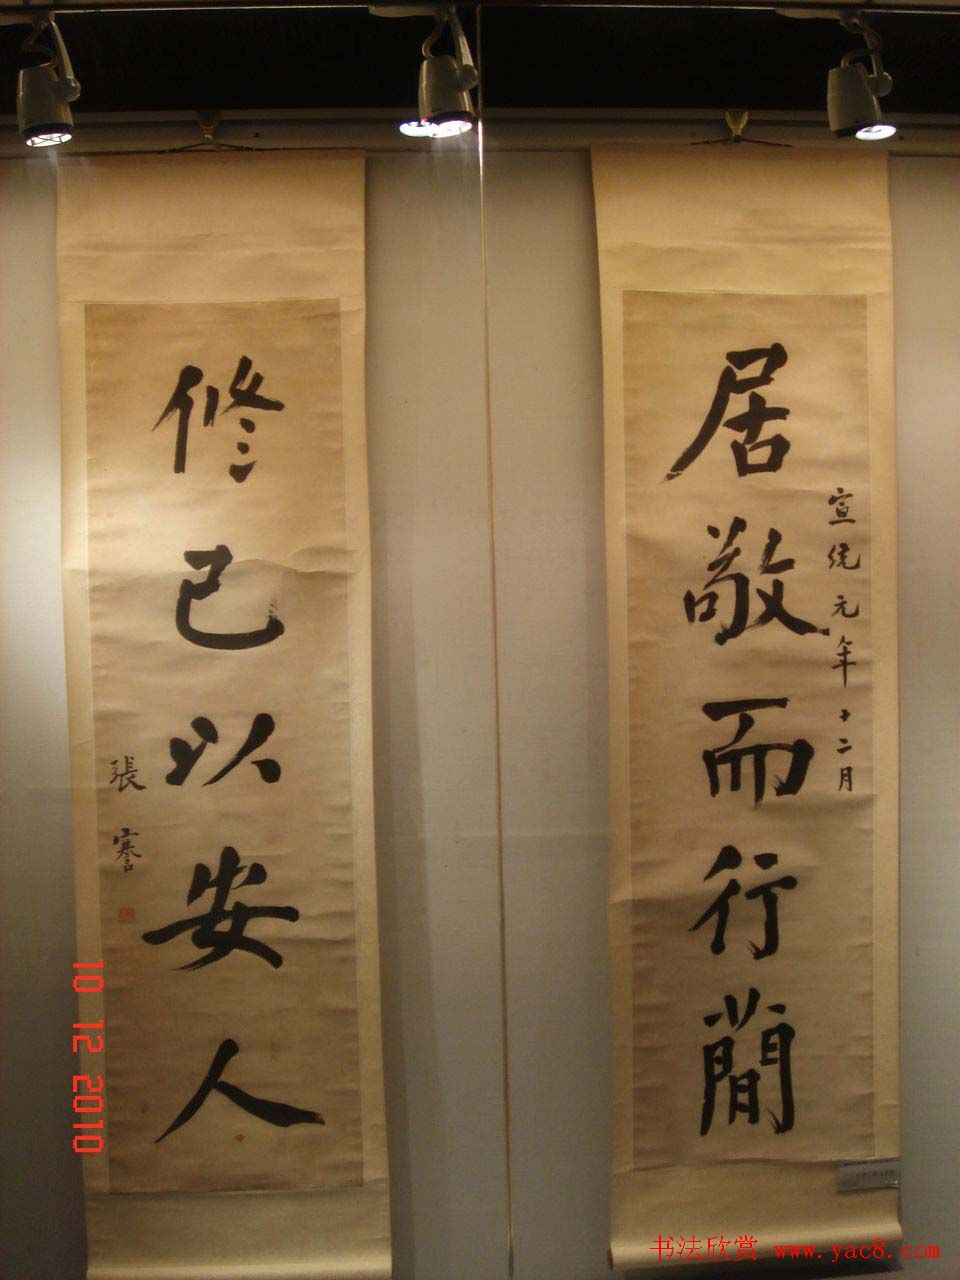 居敬而行簡
宣統元年十二月
修己以安人
張謇
10 12 2010
书法欣赏 www.yac8.com